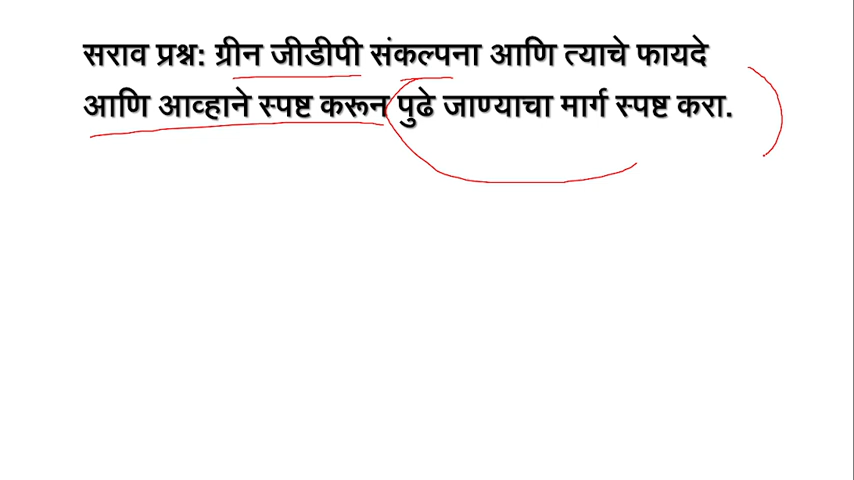 सराव प्रश्न: ग्रीन जीडीपी संकल्पना आणि त्याचे फायदे
आणि आव्हाने स्पष्ट करून पुढे जाण्याचा मार्ग स्पष्ट करा.